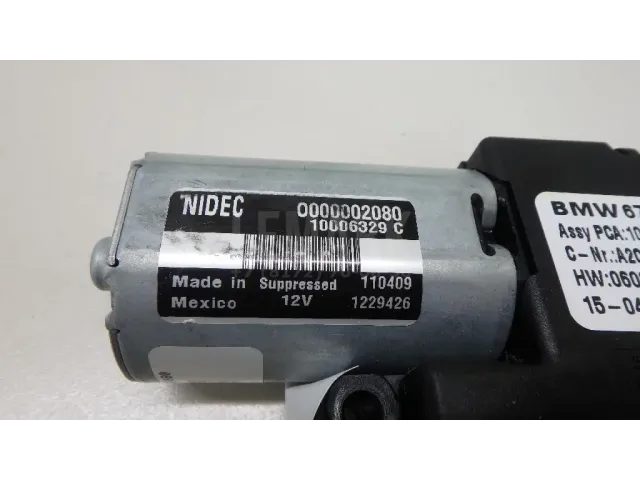 NIDEC 0000002080
10006329 C
Made in Suppressed 110409
Mexico 12V 1229426
BMW 67
Assy PCA:10
C-Nr.:A2C
HW:060
15-04